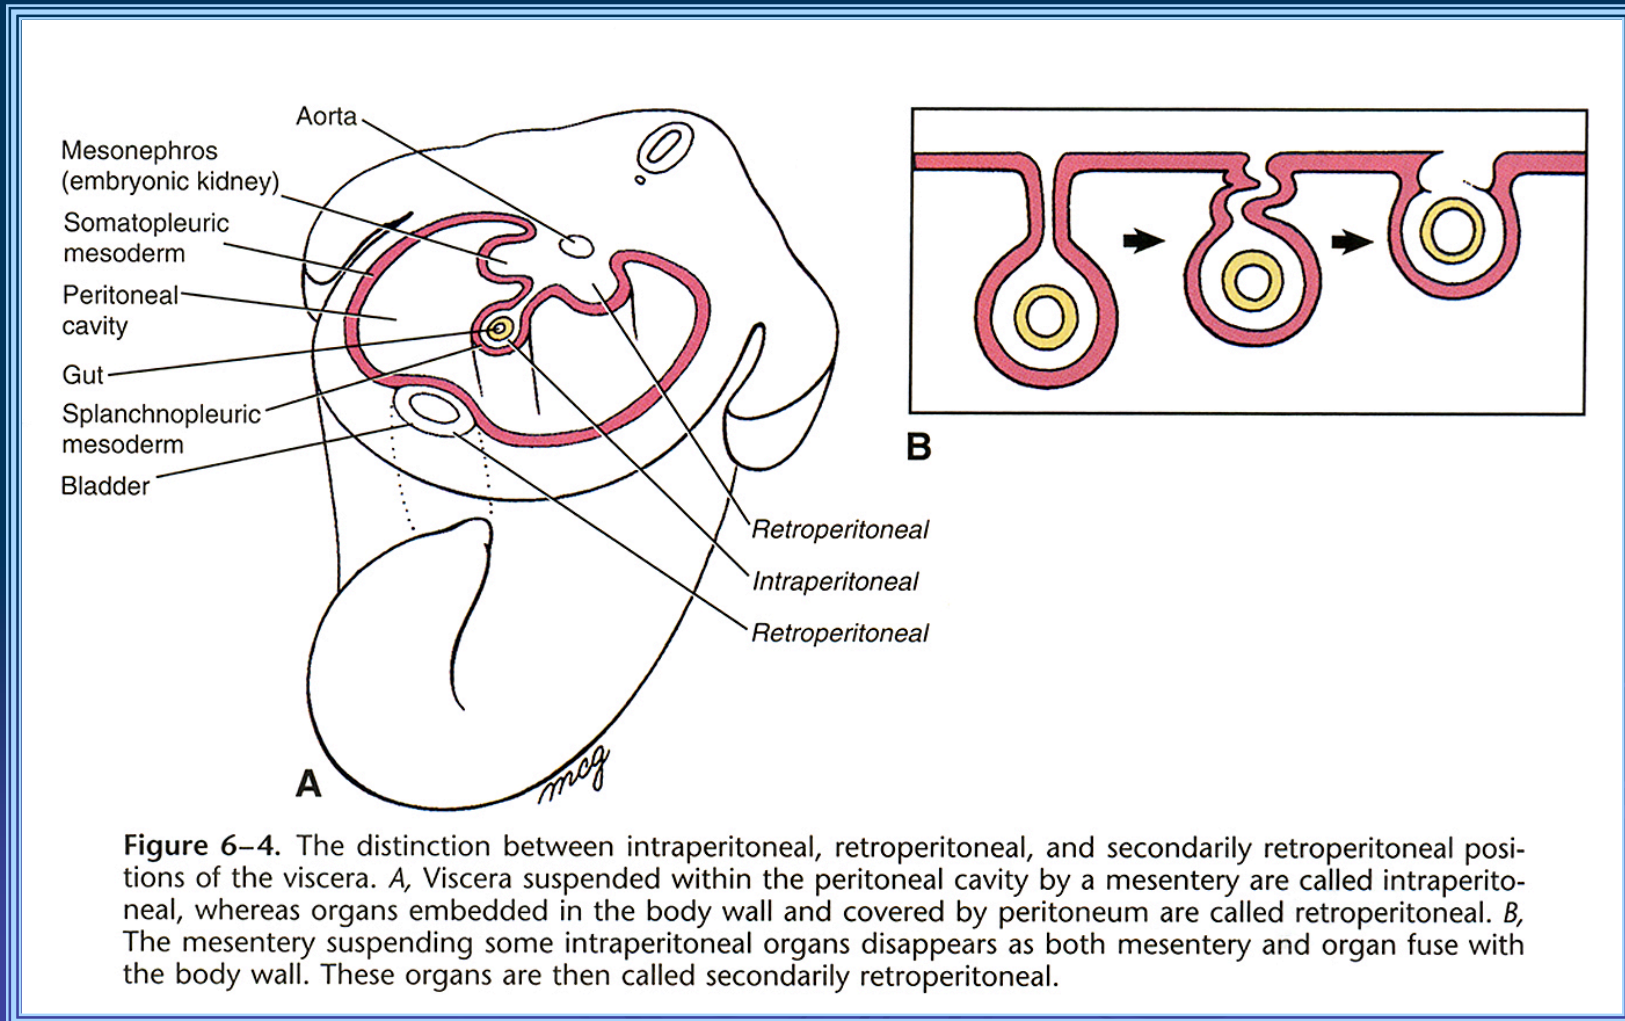 Aorta
Mesonephros
(embryonic kidney)
Somatopleuric
mesoderm
Peritoneal
cavity
Gut
Splanchnopleuric
mesoderm
Bladder
Retroperitoneal
Intraperitoneal
Retroperitoneal
A
mcg
B
Figure 6–4. The distinction between intraperitoneal, retroperitoneal, and secondarily retroperitoneal posi-
tions of the viscera. A, Viscera suspended within the peritoneal cavity by a mesentery are called intraperito-
neal, whereas organs embedded in the body wall and covered by peritoneum are called retroperitoneal. B,
The mesentery suspending some intraperitoneal organs disappears as both mesentery and organ fuse with
the body wall. These organs are then called secondarily retroperitoneal.